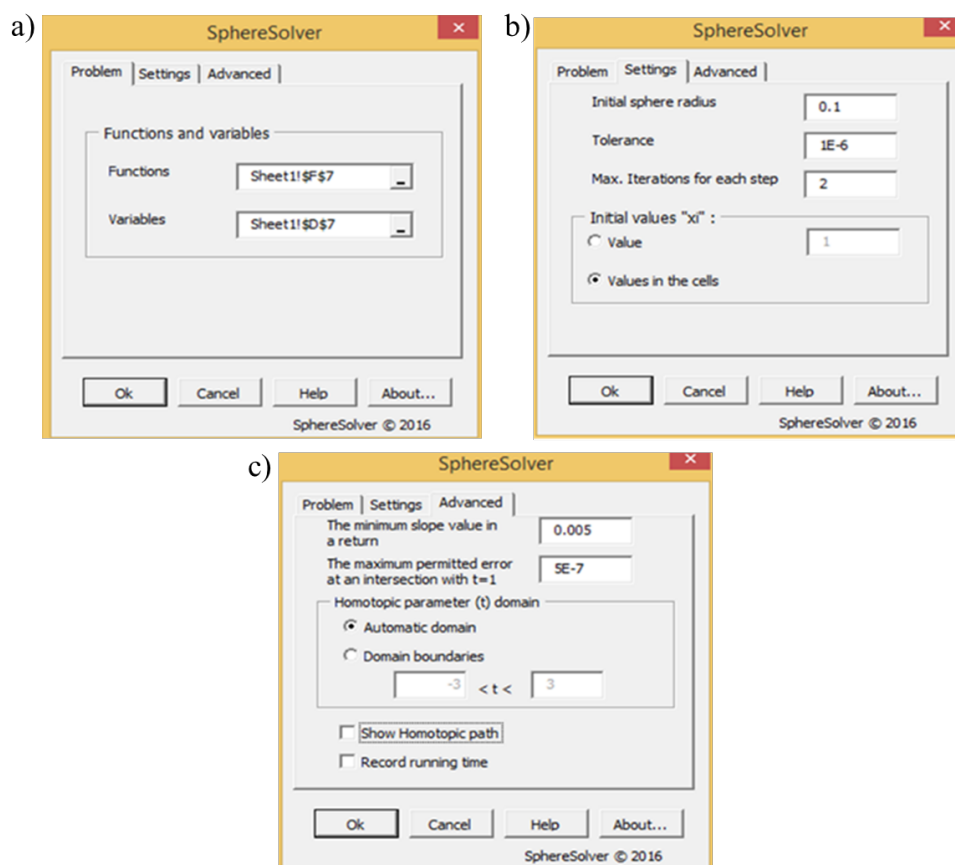 a)
SphereSolver
Problem Settings Advanced
Functions and variables
Functions Sheet1!$F$7
Variables Sheet1!$D$7
Ok Cancel Help About...
SphereSolver © 2016
b)
SphereSolver
Problem Settings Advanced
Initial sphere radius 0.1
Tolerance 1E-6
Max. Iterations for each step 2
Initial values "xi" :
Value 1
Values in the cells
Ok Cancel Help About...
SphereSolver © 2016
c)
SphereSolver
Problem Settings Advanced
The minimum slope value in
a return 0.005
The maximum permitted error
at an intersection with t=1 5E-7
Homotopic parameter (t) domain
Automatic domain
Domain boundaries
-3 < t < 3
Show Homotopic path
Record running time
Ok Cancel Help About...
SphereSolver © 2016